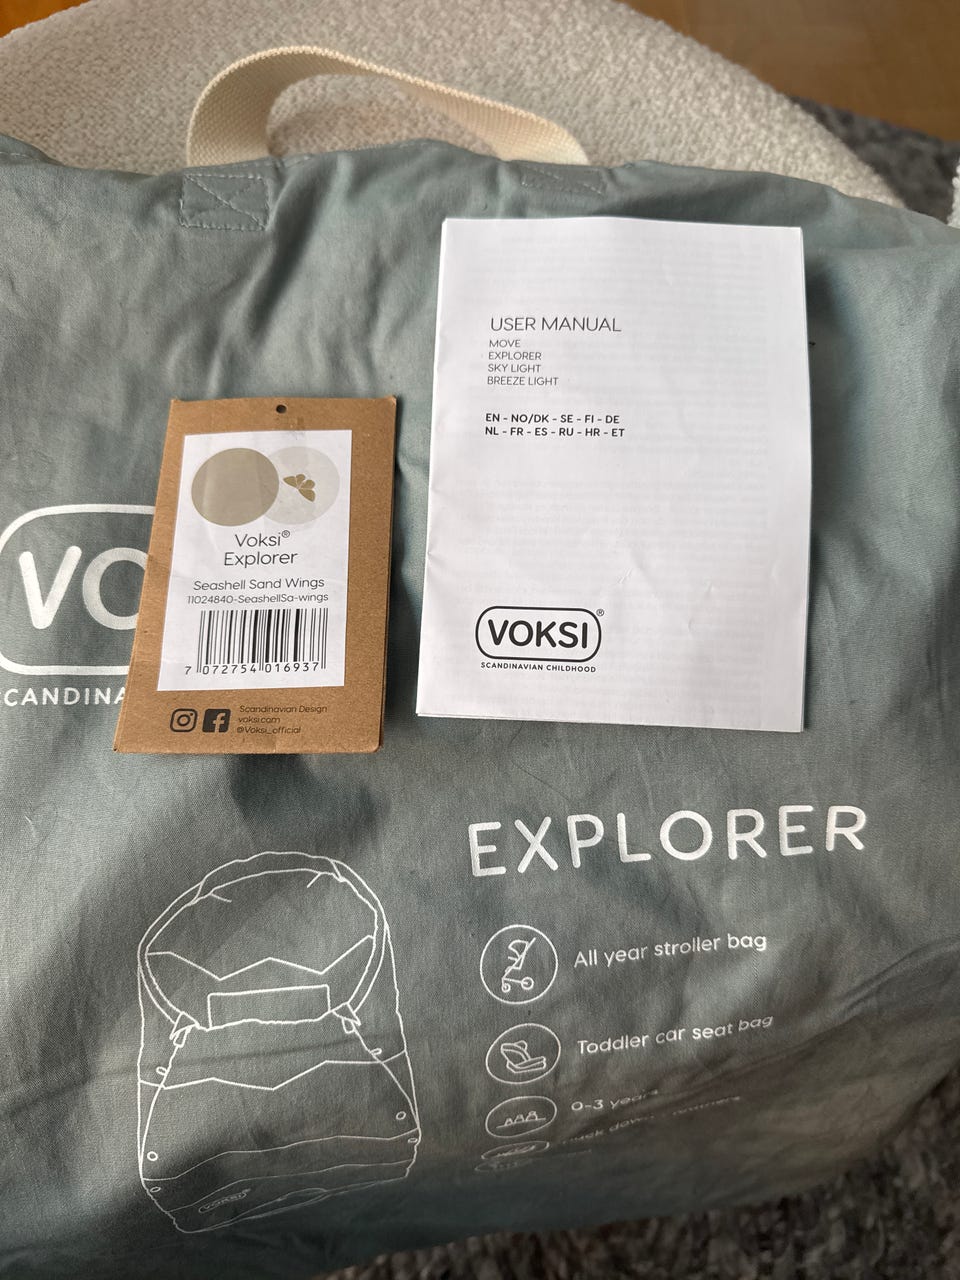 USER MANUAL
MOVE
EXPLORER
SKY LIGHT
BREEZE LIGHT
EN - NO/DK - SE - FI - DE
NL - FR - ES - RU - HR - ET
VOKSI®
SCANDINAVIAN CHILDHOOD
Voksi®
Explorer
Seashell Sand Wings
11024840-SeashellSa-wings
7 072754 016937
Scandinavian Design
voksi.com
@Voksi_official
VO
SCANDINA
EXPLORER
All year stroller bag
Toddler car seat bag
0-3 years
VOKSI®